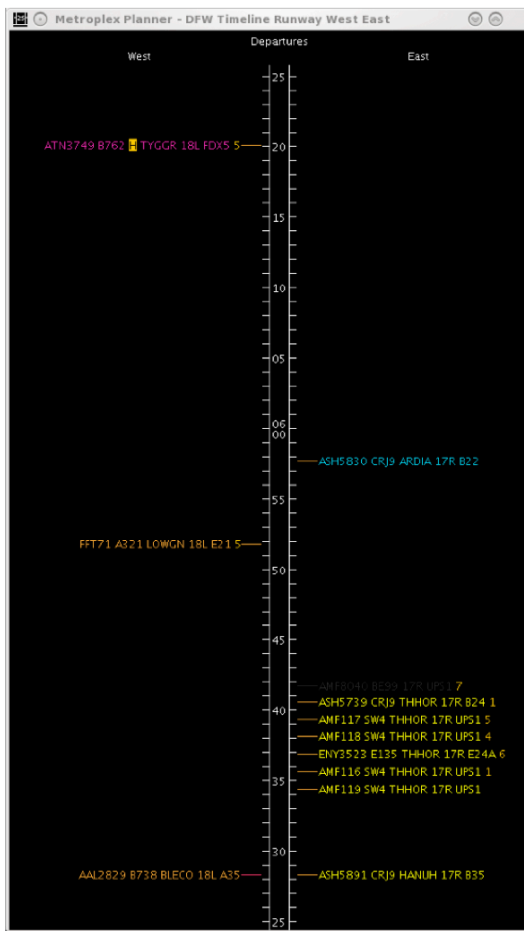 Metroplex Planner - DFW Timeline Runway West East
Departures
West East
25
ATN3749 B762 H TYGGR 18L FDX5 5
20
15
10
05
06
00
ASH5830 CRJ9 ARDIA 17R B22
55
FFT71 A321 LOWGN 18L E21 5
50
45
AMF8040 BE99 17R UPS1 7
ASH5739 CRJ9 THHOR 17R B24 1
40
AMF117 SW4 THHOR 17R UPS1 5
AMF118 SW4 THHOR 17R UPS1 4
ENY3523 E135 THHOR 17R E24A 6
AMF116 SW4 THHOR 17R UPS1 1
35
AMF119 SW4 THHOR 17R UPS1
30
AAL2829 B738 BLECO 18L A35 ASH5891 CRJ9 HANUH 17R B35
25